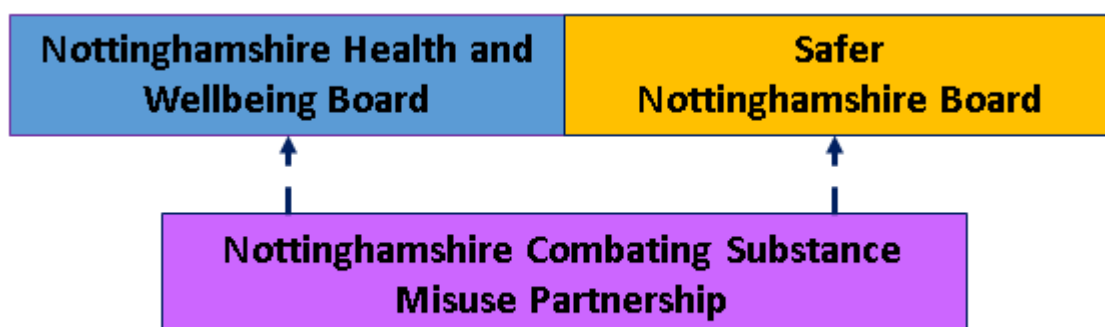 Nottinghamshire Health and
Wellbeing Board
Safer
Nottinghamshire Board
Nottinghamshire Combating Substance
Misuse Partnership